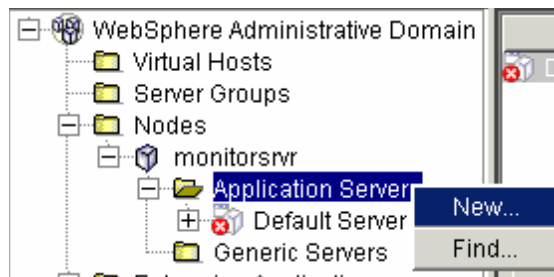 WebSphere Administrative Domain
Virtual Hosts
Server Groups
Nodes
monitorsrvr
Application Server
New...
Default Server
Find...
Generic Servers